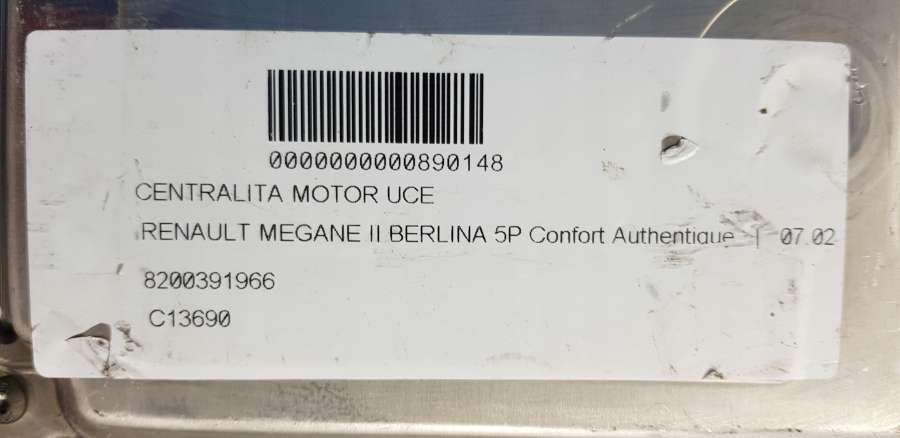 0000000000890148
CENTRALITA MOTOR UCE
RENAULT MEGANE II BERLINA 5P Confort Authentique | 07.02
8200391966
C13690